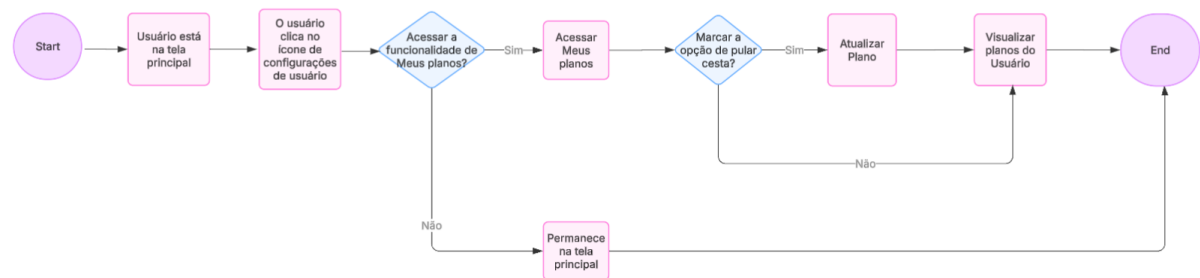 Start
Usuário está
na tela
principal
O usuário
clica no
ícone de
configurações
de usuário
Acessar a
funcionalidade de
Meus planos?
Sim
Acessar
Meus
planos
Marcar a
opção de pular
cesta?
Sim
Atualizar
Plano
Visualizar
planos do
Usuário
End
Não
Não
Permanece
na tela
principal